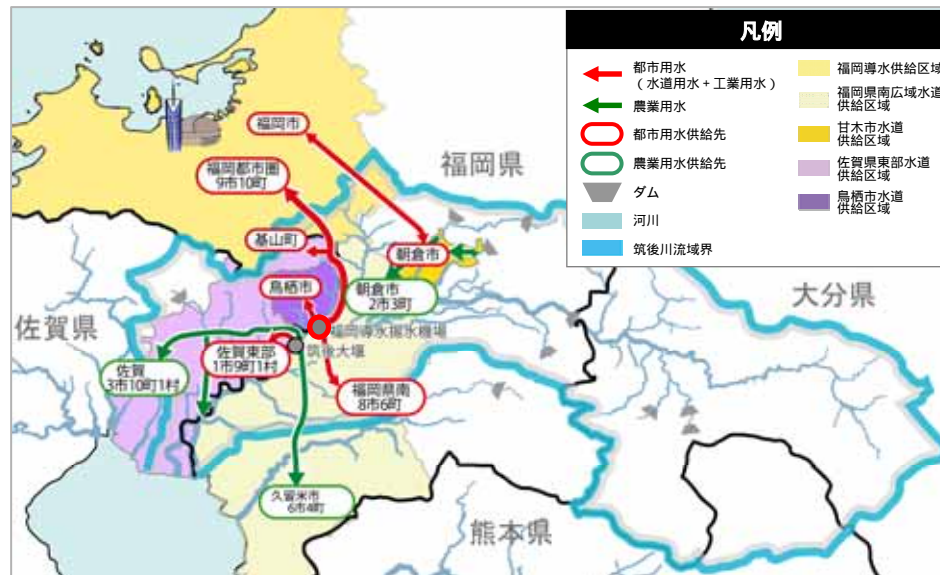 凡例
都市用水
(水道用水+工業用水)
農業用水
都市用水供給先
農業用水供給先
ダム
河川
筑後川流域界
福岡導水供給区域
福岡県南広域水道
供給区域
甘木市水道
供給区域
佐賀県東部水道
供給区域
鳥栖市水道
供給区域
福岡市
福岡県
福岡都市圏
9市10町
基山町
朝倉市
鳥栖市
朝倉市
2市3町
大分県
佐賀県
福岡導水揚水機場
筑後大堰
佐賀東部
1市9町1村
佐賀
3市10町1村
福岡県南
8市6町
久留米市
6市4町
熊本県